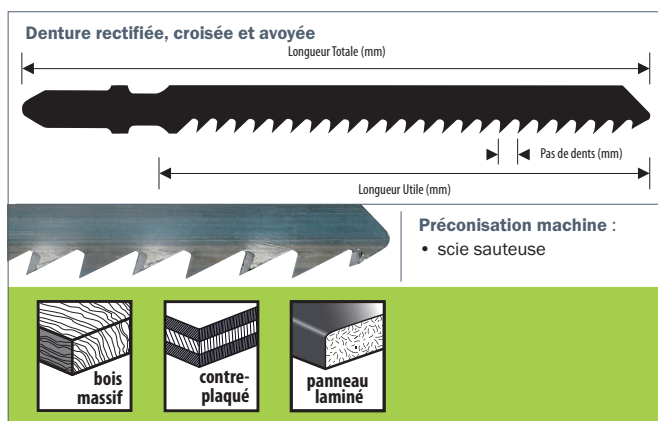 Denture rectifiée, croisée et avoyée
Longueur Totale (mm)
Pas de dents (mm)
Longueur Utile (mm)
Préconisation machine :
• scie sauteuse
bois
massif
contre-
plaqué
panneau
laminé